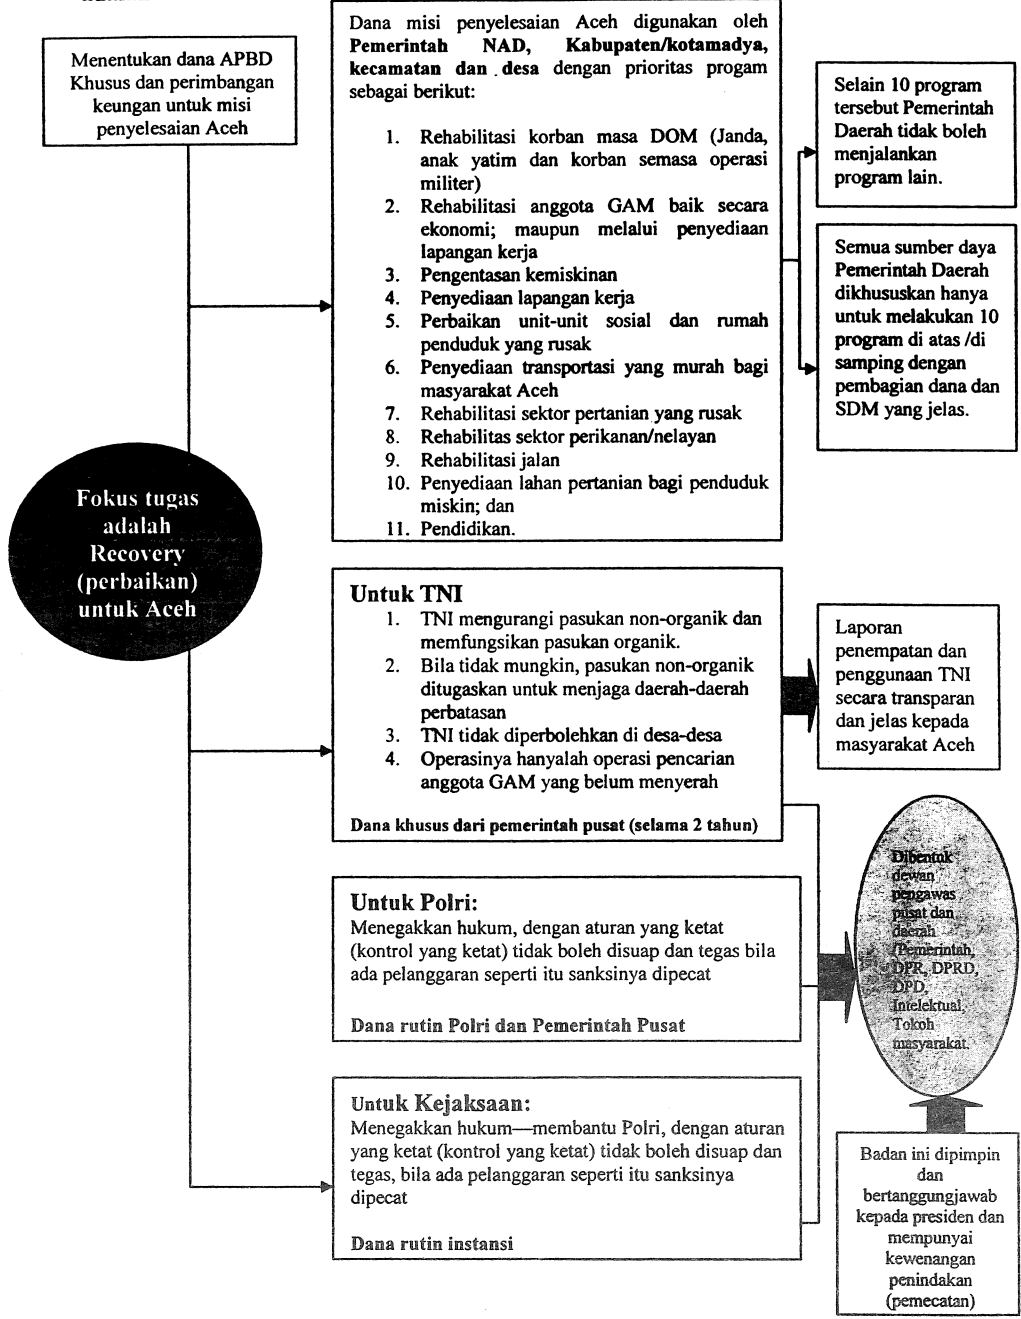 Menentukan dana APBD
Khusus dan perimbangan
keungan untuk misi
penyelesaian Aceh
Dana misi penyelesaian Aceh digunakan oleh
Pemerintah NAD, Kabupaten/kotamadya,
kecamatan dan desa dengan prioritas progam
sebagai berikut:
1. Rehabilitasi korban masa DOM (Janda,
anak yatim dan korban semasa operasi
militer)
2. Rehabilitasi anggota GAM baik secara
ekonomi; maupun melalui penyediaan
lapangan kerja
3. Pengentasan kemiskinan
4. Penyediaan lapangan kerja
5. Perbaikan unit-unit sosial dan rumah
penduduk yang rusak
6. Penyediaan transportasi yang murah bagi
masyarakat Aceh
7. Rehabilitasi sektor pertanian yang rusak
8. Rehabilitas sektor perikanan/nelayan
9. Rehabilitasi jalan
10. Penyediaan lahan pertanian bagi penduduk
miskin; dan
11. Pendidikan.
Selain 10 program
tersebut Pemerintah
Daerah tidak boleh
menjalankan
program lain.
Semua sumber daya
Pemerintah Daerah
dikhususkan hanya
untuk melakukan 10
program di atas /di
samping dengan
pembagian dana dan
SDM yang jelas.
Fokus tugas
adalah
Recovery
(perbaikan)
untuk Aceh
Untuk TNI
1. TNI mengurangi pasukan non-organik dan
memfungsikan pasukan organik.
2. Bila tidak mungkin, pasukan non-organik
ditugaskan untuk menjaga daerah-daerah
perbatasan
3. TNI tidak diperbolehkan di desa-desa
4. Operasinya hanyalah operasi pencarian
anggota GAM yang belum menyerah
Dana khusus dari pemerintah pusat (selama 2 tahun)
Laporan
penempatan dan
penggunaan TNI
secara transparan
dan jelas kepada
masyarakat Aceh
Untuk Polri:
Menegakkan hukum, dengan aturan yang ketat
(kontrol yang ketat) tidak boleh disuap dan tegas bila
ada pelanggaran seperti itu sanksinya dipecat
Dana rutin Polri dan Pemerintah Pusat
Dibentuk
dewan
pengawas
pusat dan
daerah
/Pemerintah,
DPR, DPRD,
DPD,
Intelektual,
Tokoh
masyarakat.
Untuk Kejaksaan:
Menegakkan hukum—membantu Polri, dengan aturan
yang ketat (kontrol yang ketat) tidak boleh disuap dan
tegas, bila ada pelanggaran seperti itu sanksinya
dipecat
Dana rutin instansi
Badan ini dipimpin
dan
bertanggungjawab
kepada presiden dan
mempunyai
kewenangan
penindakan
(pemecatan)